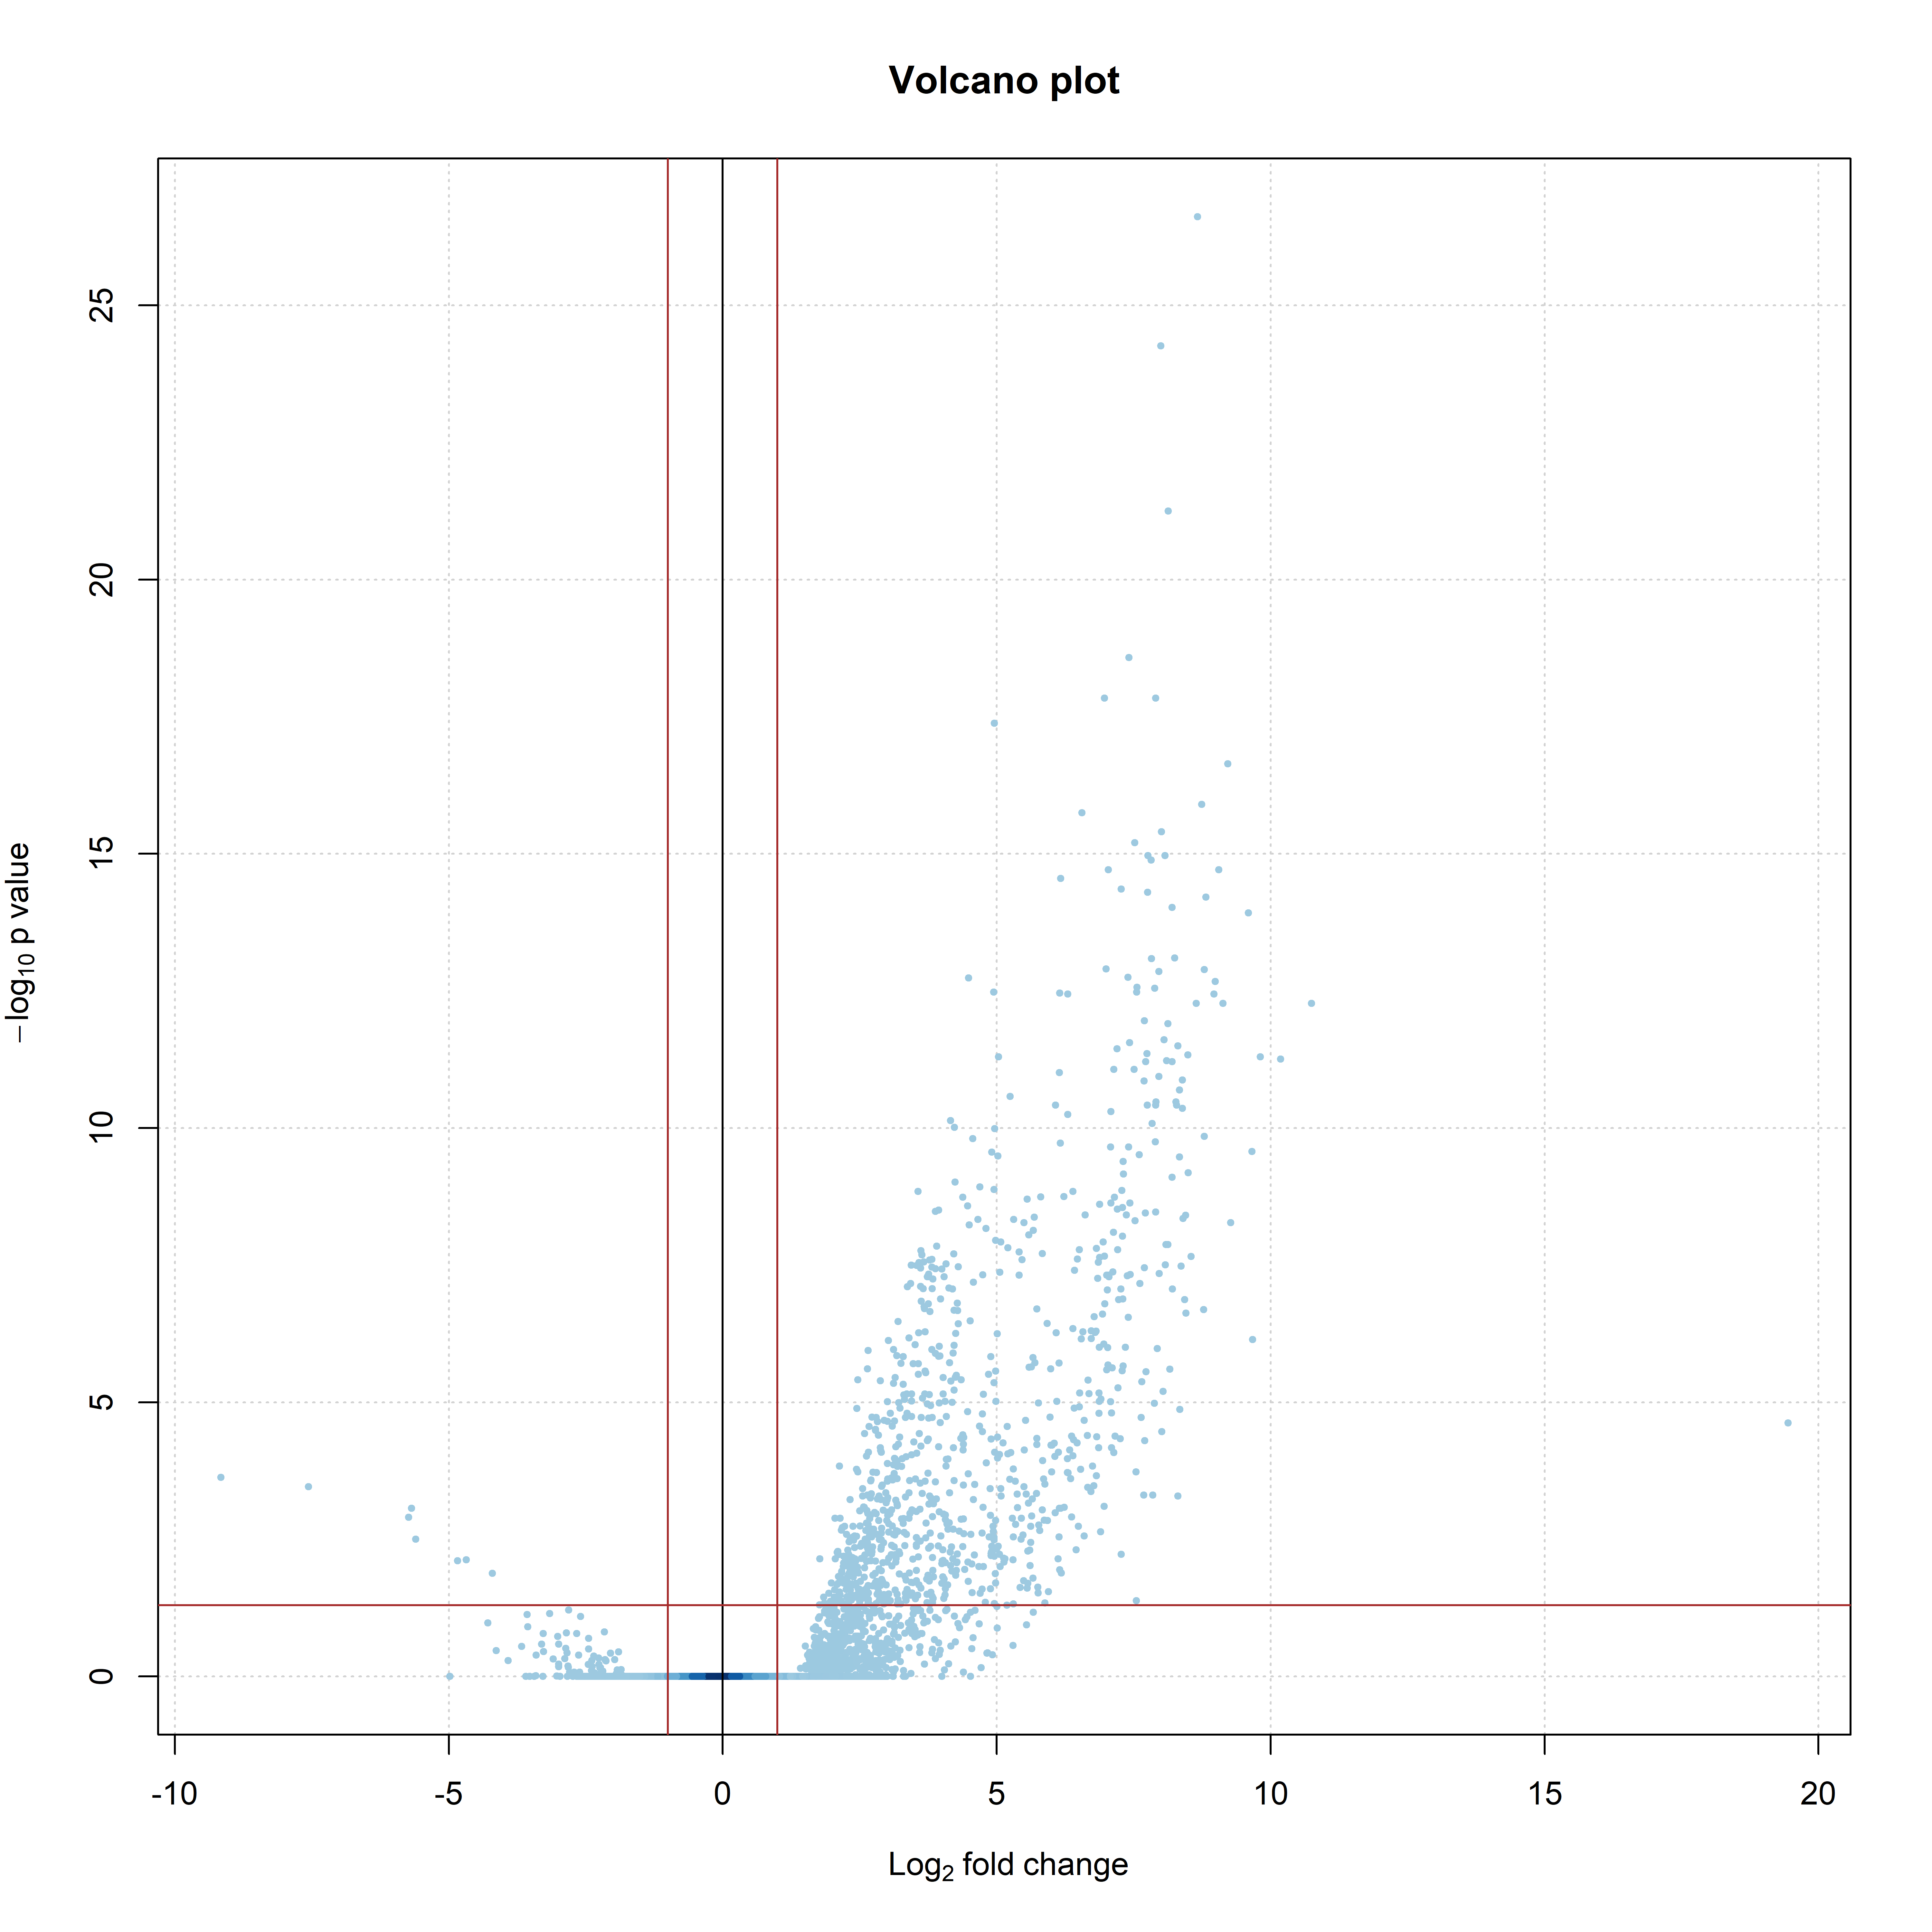 Volcano plot
25
20
15
10
5
0
−log₁₀ p value
-10 -5 0 5 10 15 20
Log₂ fold change